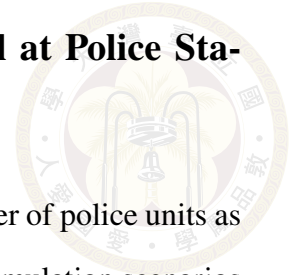 at Police Sta-
er of police units as
mulation scenarios